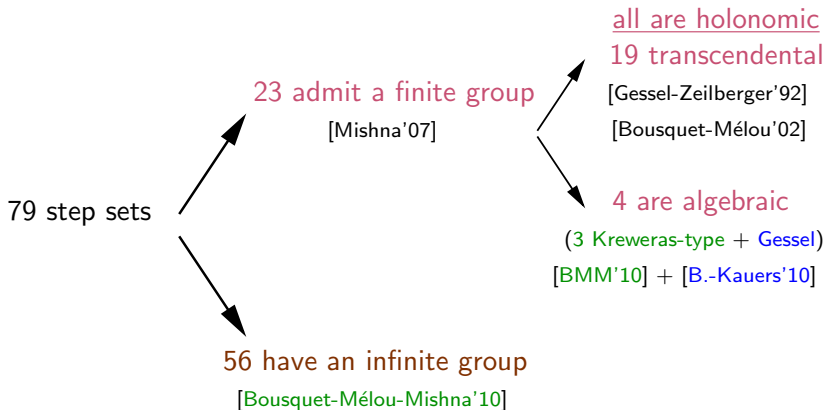 79 step sets
23 admit a finite group
[Mishna'07]
all are holonomic
19 transcendental
[Gessel-Zeilberger'92]
[Bousquet-Mélou'02]
4 are algebraic
(3 Kreweras-type + Gessel)
[BMM'10] + [B.-Kauers'10]
56 have an infinite group
[Bousquet-Mélou-Mishna'10]